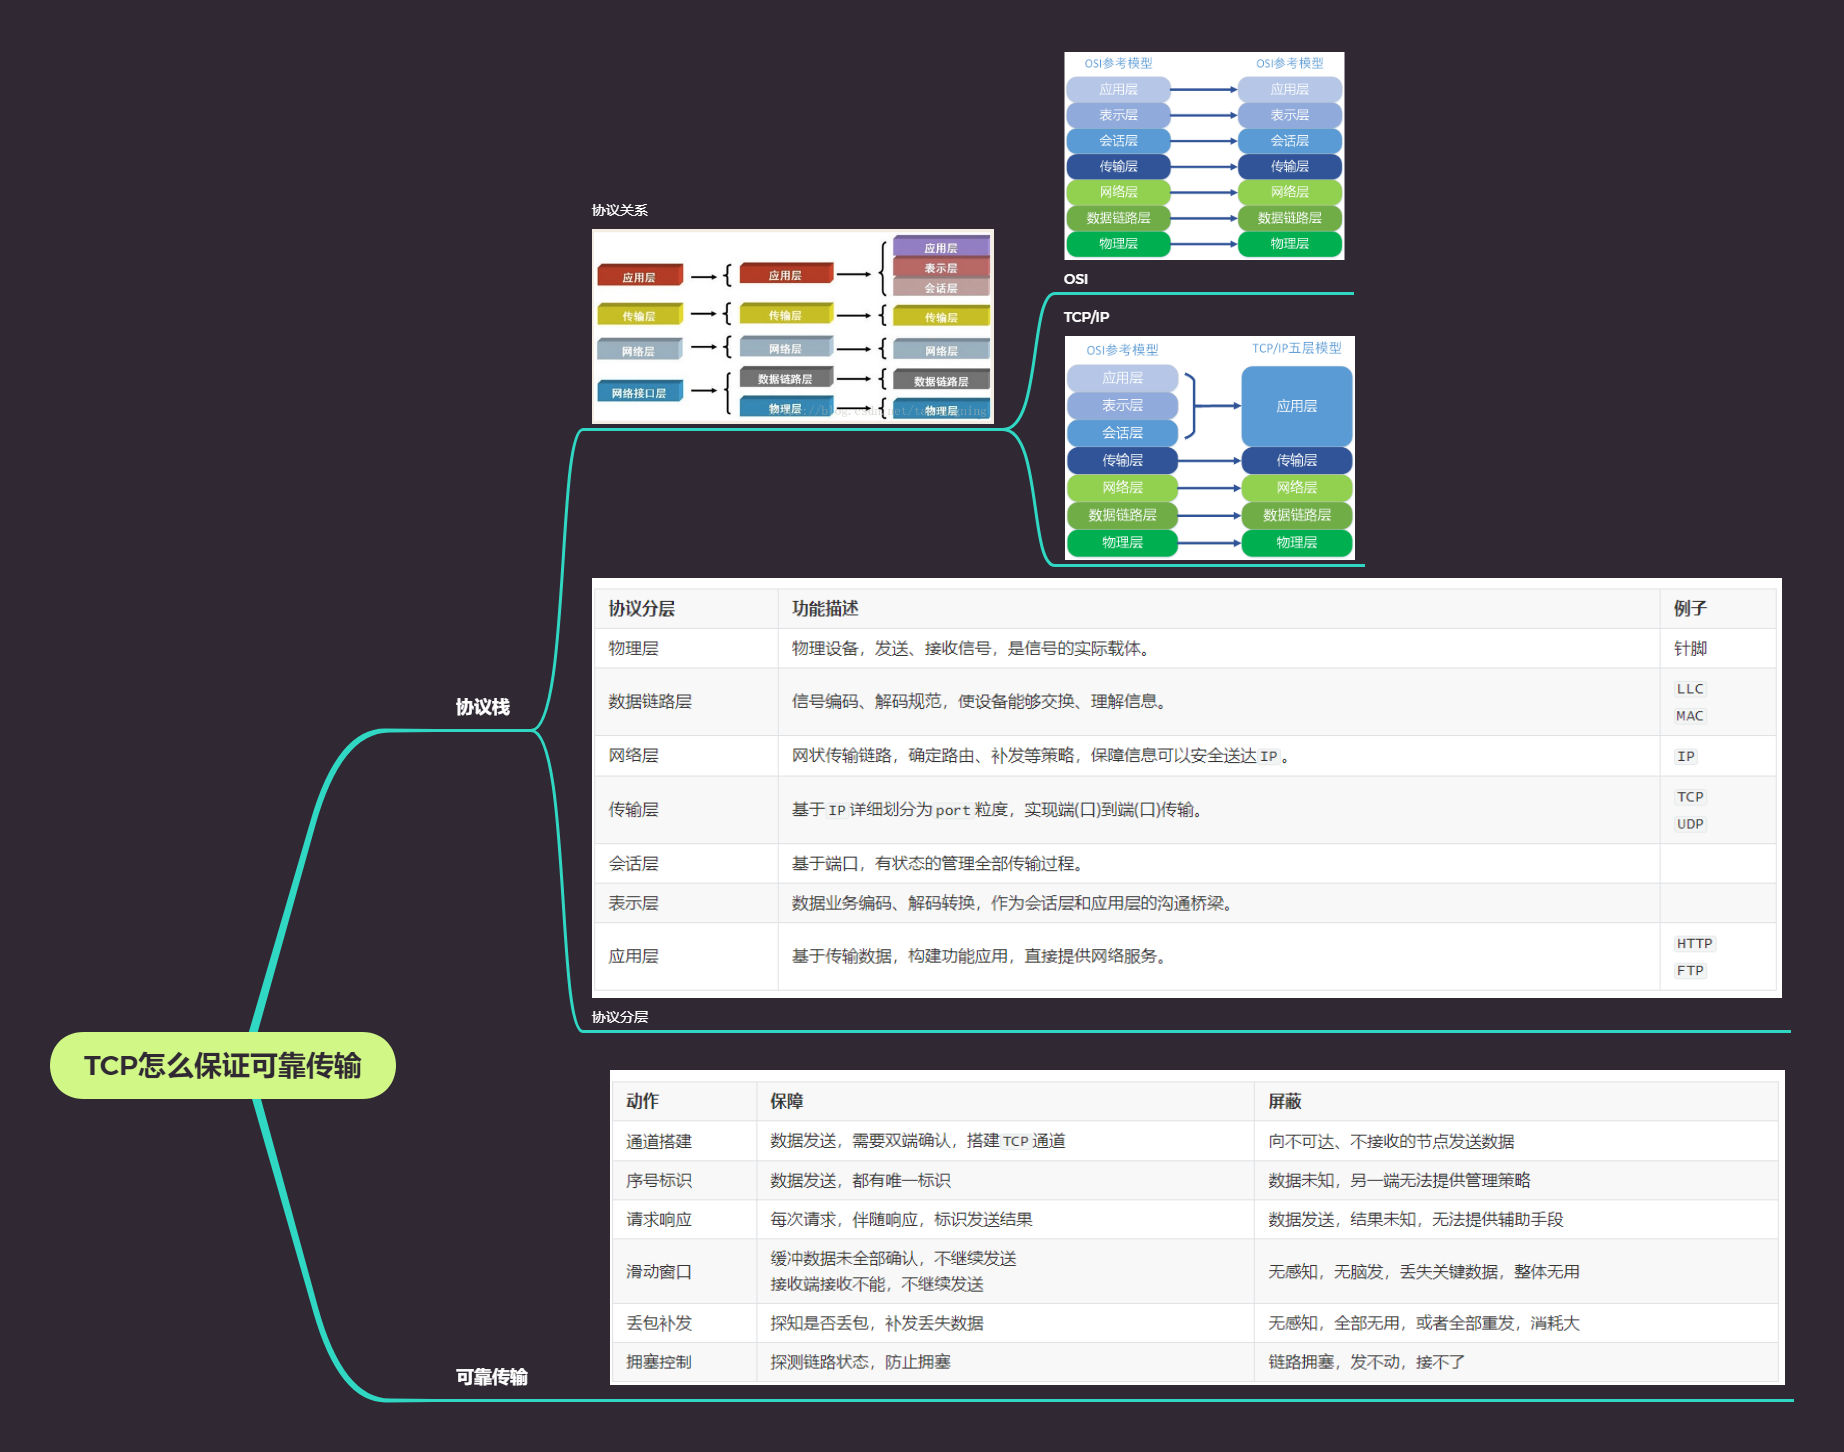 OSI参考模型 OSI参考模型
应用层 应用层
表示层 表示层
会话层 会话层
传输层 传输层
网络层 网络层
数据链路层 数据链路层
物理层 物理层
OSI
协议关系
应用层 应用层 应用层
表示层
会话层
传输层 传输层 传输层
网络层 网络层 网络层
网络接口层 数据链路层 数据链路层
物理层 物理层
TCP/IP
OSI参考模型 TCP/IP五层模型
应用层
表示层 应用层
会话层
传输层 传输层
网络层 网络层
数据链路层 数据链路层
物理层 物理层
协议栈
协议分层 功能描述 例子
物理层 物理设备，发送、接收信号，是信号的实际载体。 针脚
数据链路层 信号编码、解码规范，使设备能够交换、理解信息。 LLC
MAC
网络层 网状传输链路，确定路由、补发等策略，保障信息可以安全送达IP。 IP
传输层 基于IP详细划分为port粒度，实现端(口)到端(口)传输。 TCP
UDP
会话层 基于端口，有状态的管理全部传输过程。
表示层 数据业务编码、解码转换，作为会话层和应用层的沟通桥梁。
应用层 基于传输数据，构建功能应用，直接提供网络服务。 HTTP
FTP
协议分层
TCP怎么保证可靠传输
动作 保障 屏蔽
通道搭建 数据发送，需要双端确认，搭建TCP通道 向不可达、不接收的节点发送数据
序号标识 数据发送，都有唯一标识 数据未知，另一端无法提供管理策略
请求响应 每次请求，伴随响应，标识发送结果 数据发送，结果未知，无法提供辅助手段
滑动窗口 缓冲数据未全部确认，不继续发送
接收端接收不能，不继续发送 无感知，无脑发，丢失关键数据，整体无用
丢包补发 探知是否丢包，补发丢失数据 无感知，全部无用，或者全部重发，消耗大
拥塞控制 探测链路状态，防止拥塞 链路拥塞，发不动，接不了
可靠传输